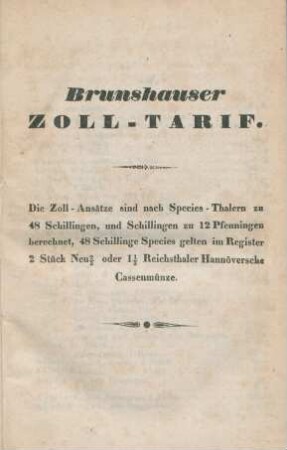 Brunshauser
ZOLL-TARIF.
Die Zoll-Ansätze sind nach Species-Thalern zu
48 Schillingen, und Schillingen zu 12 Pfenningen
berechnet, 48 Schillinge Species gelten im Register
2 Stück Neu⅔ oder 1⅓ Reichsthaler Hannöversche
Cassenmünze.